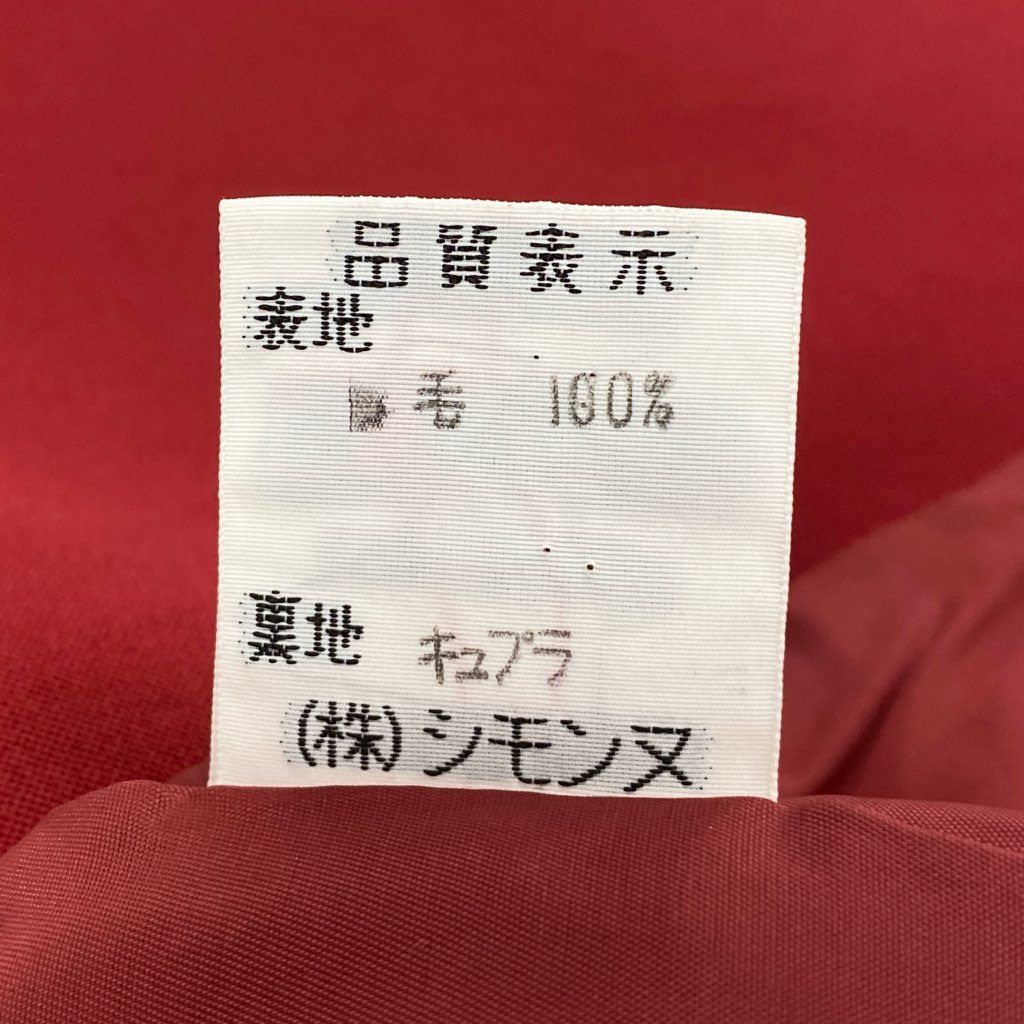 品質表示
表地
毛 100%
裏地 キュプラ
(株)シモンヌ